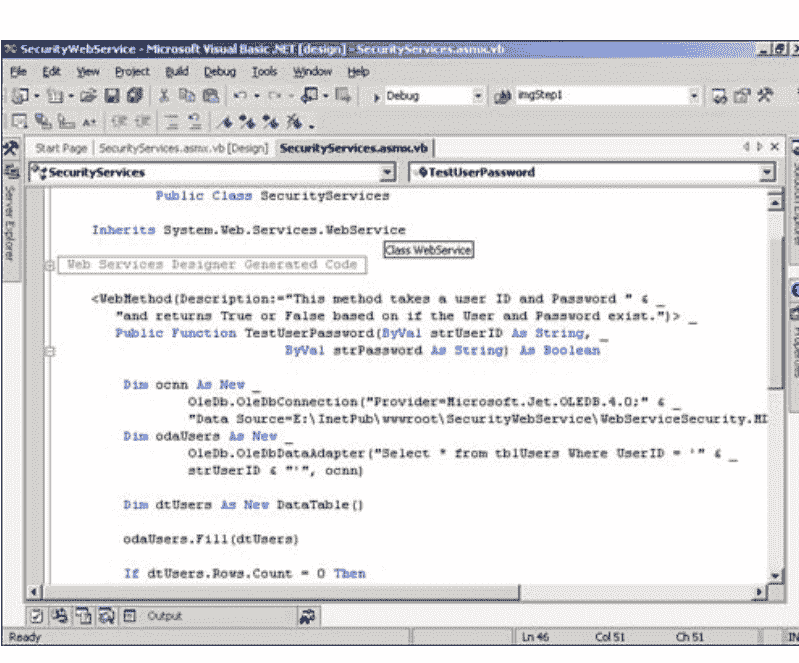 SecurityWebService - Microsoft Visual Basic .NET [design] - SecurityServices.asmx.vb
File Edit View Project Build Debug Tools Window Help
Debug imgStep1
Start Page SecurityServices.asmx.vb [Design] SecurityServices.asmx.vb
SecurityServices TestUserPassword
Server Explorer
Public Class SecurityServices
Inherits System.Web.Services.WebService
Class WebService
Web Services Designer Generated Code
<WebMethod(Description:="This method takes a user ID and Password " & _
"and returns True or False based on if the User and Password exist.")> _
Public Function TestUserPassword(ByVal strUserID As String, _
ByVal strPassword As String) As Boolean
Dim ocnn As New _
OleDb.OleDbConnection("Provider=Microsoft.Jet.OLEDB.4.0;" & _
"Data Source=E:\InetPub\wwwroot\SecurityWebService\WebServiceSecurity.MD
Dim odaUsers As New _
OleDb.OleDbDataAdapter("Select * from tblUsers Where UserID = '" & _
strUserID & "'", ocnn)
Dim dtUsers As New DataTable()
odaUsers.Fill(dtUsers)
If dtUsers.Rows.Count = 0 Then
Output
Ready Ln 46 Col 51 Ch 51 IN